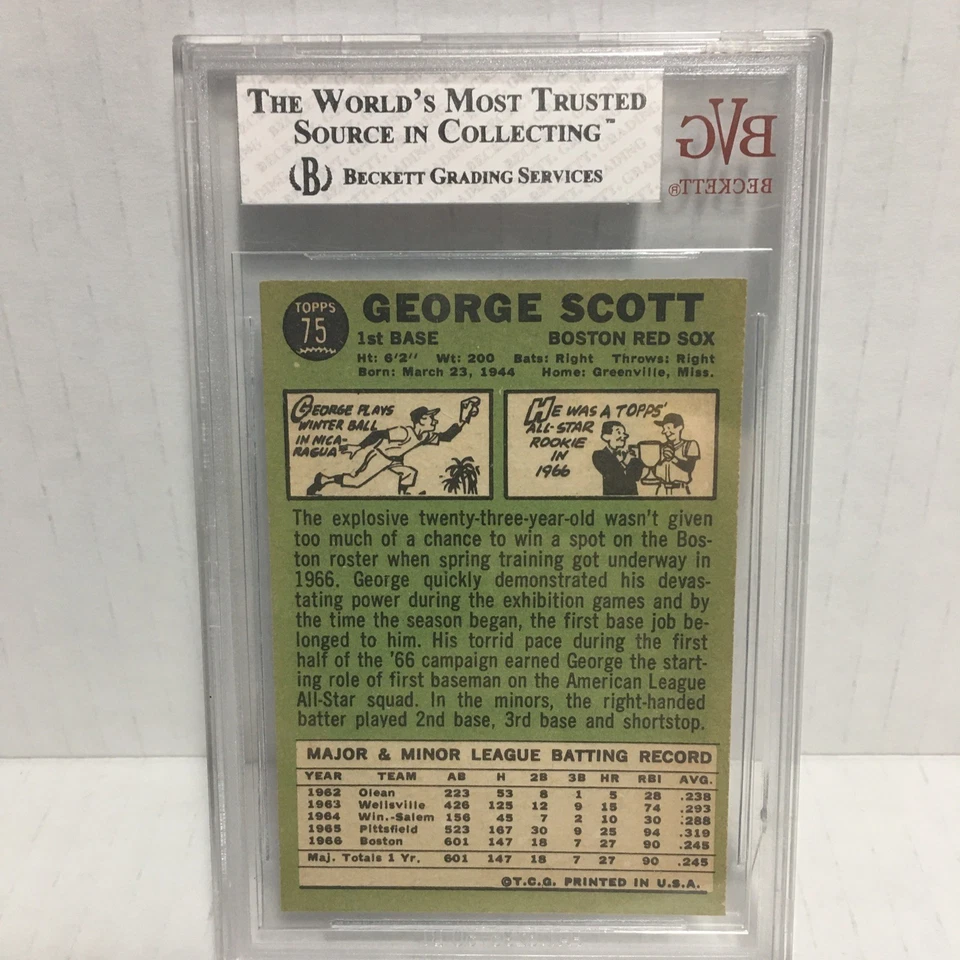 THE WORLD'S MOST TRUSTED
SOURCE IN COLLECTING™
B BECKETT GRADING SERVICES
BVG
BECKETT®
TOPPS
75
GEORGE SCOTT
1st BASE BOSTON RED SOX
Ht: 6'2" Wt: 200 Bats: Right Throws: Right
Born: March 23, 1944 Home: Greenville, Miss.
GEORGE PLAYS
WINTER BALL
IN NICA-
RAGUA
HE WAS A TOPPS'
ALL-STAR
ROOKIE
IN
1966
The explosive twenty-three-year-old wasn't given
too much of a chance to win a spot on the Bos-
ton roster when spring training got underway in
1966. George quickly demonstrated his devas-
tating power during the exhibition games and by
the time the season began, the first base job be-
longed to him. His torrid pace during the first
half of the '66 campaign earned George the start-
ing role of first baseman on the American League
All-Star squad. In the minors, the right-handed
batter played 2nd base, 3rd base and shortstop.
MAJOR & MINOR LEAGUE BATTING RECORD
YEAR TEAM AB H 2B 3B HR RBI AVG.
1962 Olean 223 53 8 1 5 28 .238
1963 Wellsville 426 125 12 9 15 74 .293
1964 Win.-Salem 156 45 7 2 10 30 .288
1965 Pittsfield 523 167 30 9 25 94 .319
1966 Boston 601 147 18 7 27 90 .245
Maj. Totals 1 Yr. 601 147 18 7 27 90 .245
©T.C.G. PRINTED IN U.S.A.